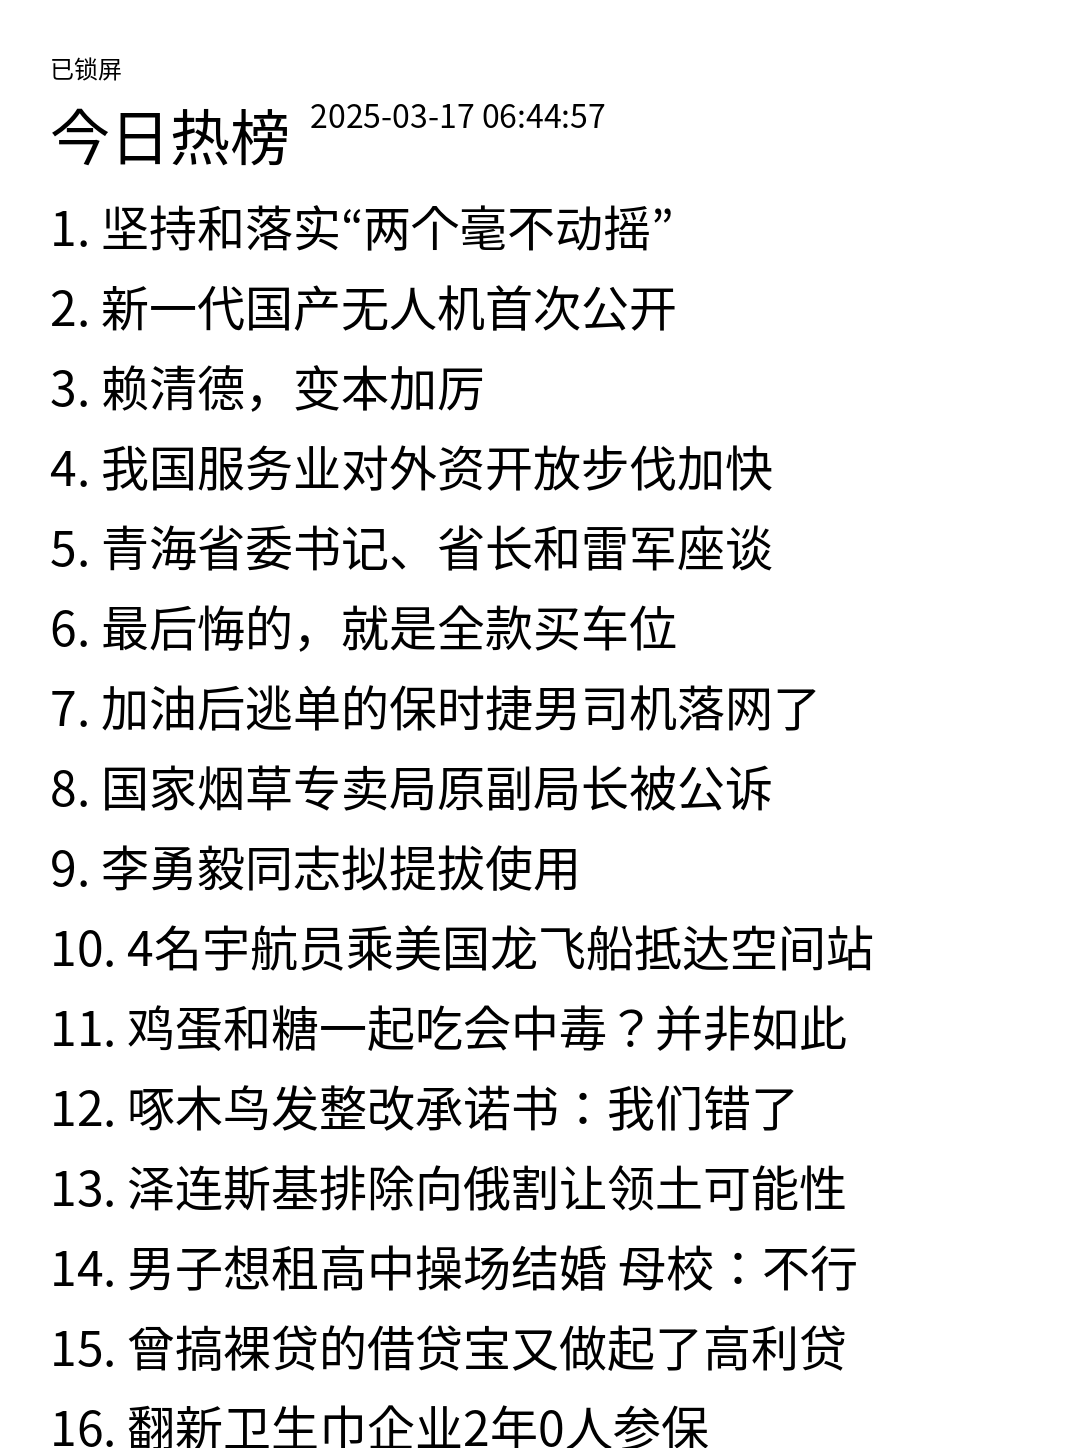 已锁屏
今日热榜 2025-03-17 06:44:57
1. 坚持和落实“两个毫不动摇”
2. 新一代国产无人机首次公开
3. 赖清德，变本加厉
4. 我国服务业对外资开放步伐加快
5. 青海省委书记、省长和雷军座谈
6. 最后悔的，就是全款买车位
7. 加油后逃单的保时捷男司机落网了
8. 国家烟草专卖局原副局长被公诉
9. 李勇毅同志拟提拔使用
10. 4名宇航员乘美国龙飞船抵达空间站
11. 鸡蛋和糖一起吃会中毒？并非如此
12. 啄木鸟发整改承诺书：我们错了
13. 泽连斯基排除向俄割让领土可能性
14. 男子想租高中操场结婚 母校：不行
15. 曾搞裸贷的借贷宝又做起了高利贷
16. 翻新卫生巾企业2年0人参保